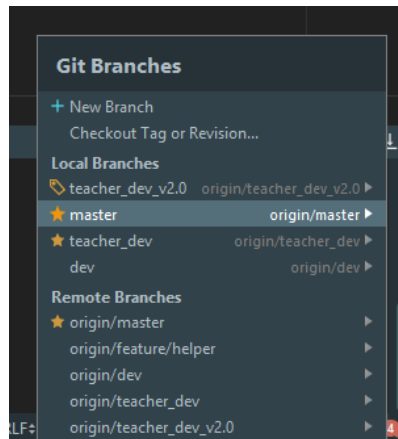 Git Branches
+ New Branch
Checkout Tag or Revision...
Local Branches
teacher_dev_v2.0 origin/teacher_dev_v2.0
master origin/master
teacher_dev origin/teacher_dev
dev origin/dev
Remote Branches
origin/master
origin/feature/helper
origin/dev
origin/teacher_dev
origin/teacher_dev_v2.0
LF
4